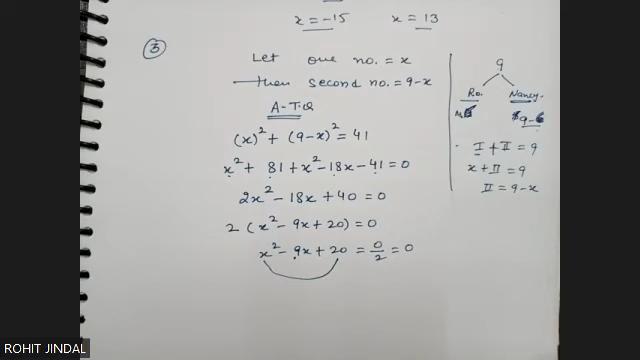 x = -15 x = 13
③
Let one no. = x
then second no. = 9-x
A-T-Q
(x)² + (9-x)² = 41
x² + 81 + x² - 18x - 41 = 0
2x² - 18x + 40 = 0
2 (x² - 9x + 20) = 0
x² - 9x + 20 = 0/2 = 0
9
Ro. Nancy.
9-6
I + II = 9
x + II = 9
II = 9-x
ROHIT JINDAL